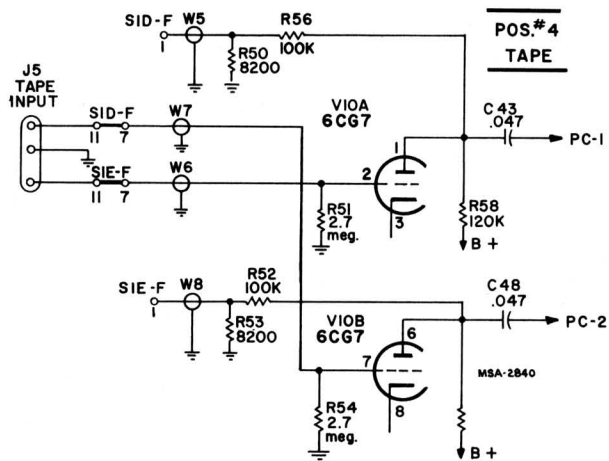 SID-F
1
W5
R56
100K
R50
8200
POS.#4
TAPE
J5
TAPE
INPUT
SID-F
11 7
W7
SIE-F
11 7
W6
V10A
6CG7
1
2
3
C43
.047
PC-1
R51
2.7
meg.
R58
120K
B+
SIE-F
1
W8
R52
100K
R53
8200
V10B
6CG7
6
7
8
C48
.047
PC-2
MSA-2840
R54
2.7
meg.
B+